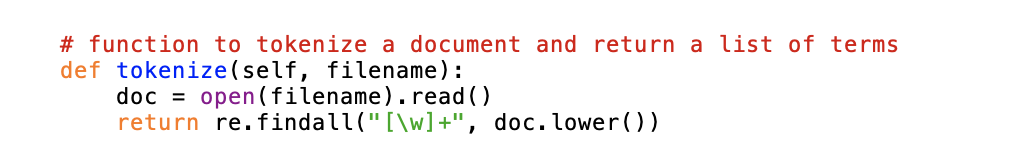 # function to tokenize a document and return a list of terms
def tokenize(self, filename):
    doc = open(filename).read()
    return re.findall("[\w]+", doc.lower())